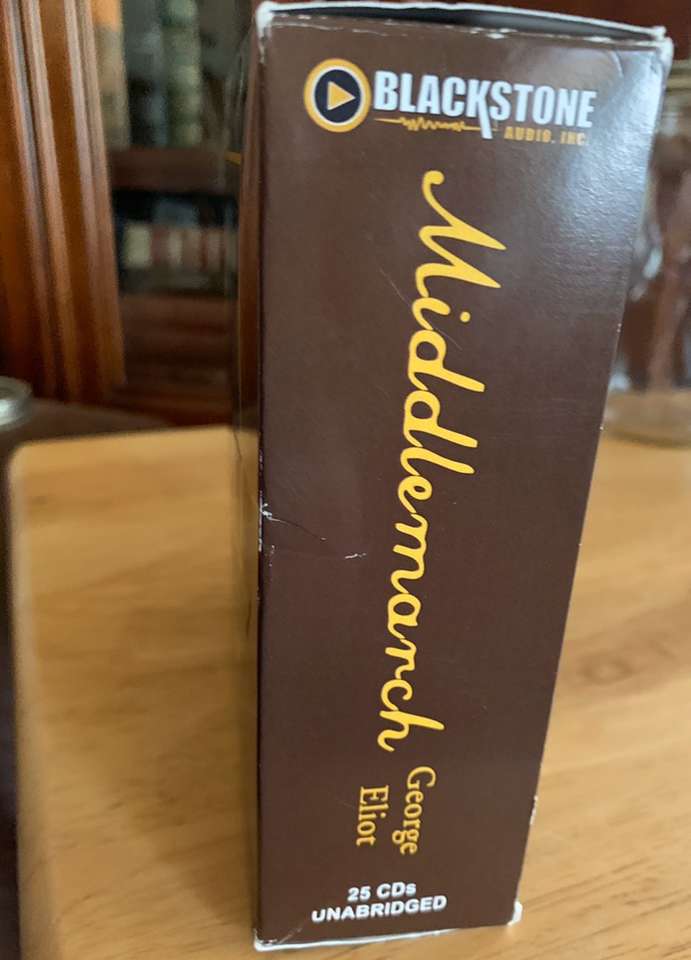 BLACKSTONE
AUDIO, INC.
Middlemarch
George
Eliot
25 CDs
UNABRIDGED